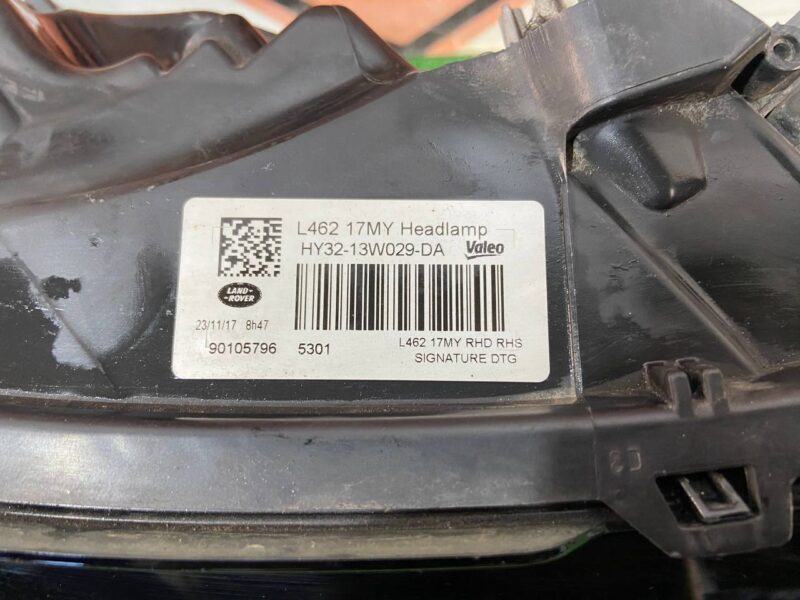 L462 17MY Headlamp
HY32-13W029-DA Valeo
LAND-
-ROVER
23/11/17 8h47
90105796 5301
L462 17MY RHD RHS
SIGNATURE DTG